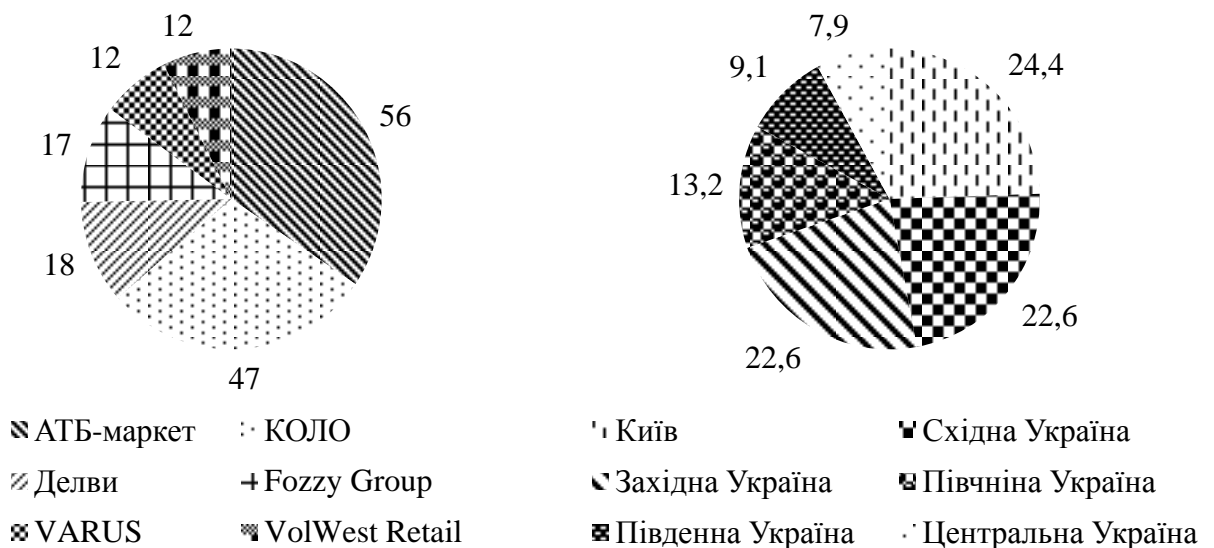 12
7,9
12
9,1
24,4
56
17
13,2
18
22,6
22,6
47
АТБ-маркет
КОЛО
Київ
Східна Україна
Делви
Fozzy Group
Західна Україна
Півчніна Україна
VARUS
VolWest Retail
Південна Україна
Центральна Україна